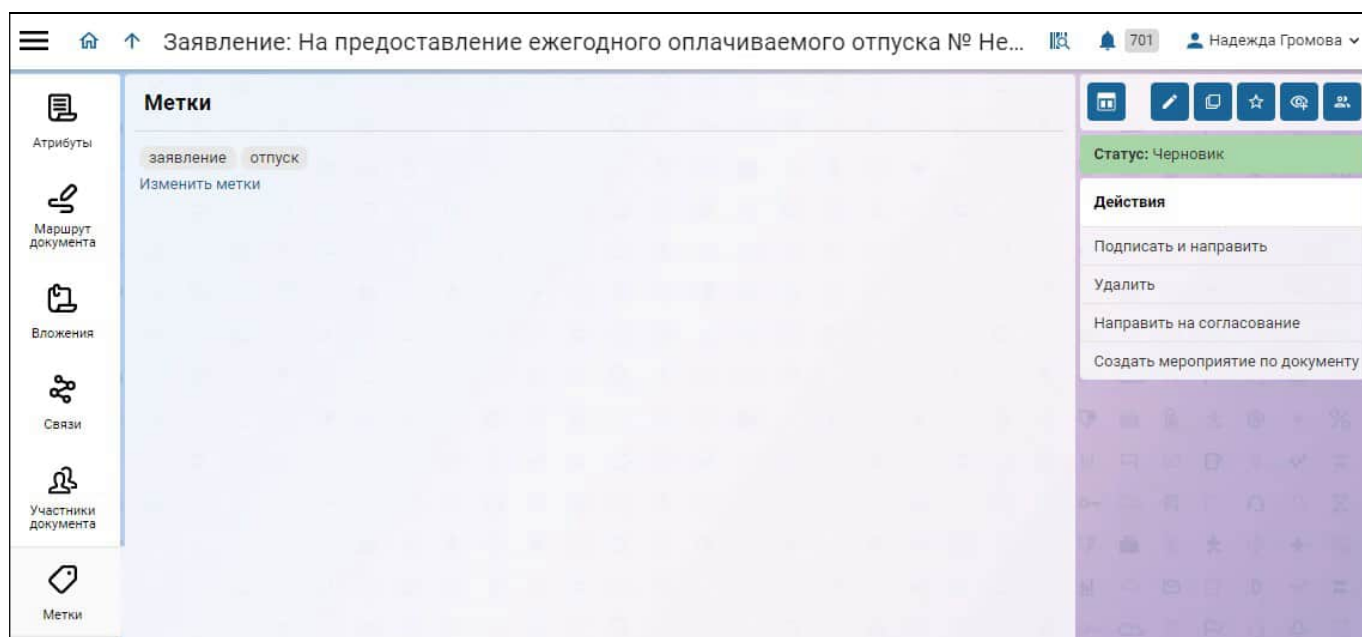 Заявление: На предоставление ежегодного оплачиваемого отпуска № Не...
701
Надежда Громова
Атрибуты
Маршрут
документа
Вложения
Связи
Участники
документа
Метки
Метки
заявление отпуск
Изменить метки
Статус: Черновик
Действия
Подписать и направить
Удалить
Направить на согласование
Создать мероприятие по документу